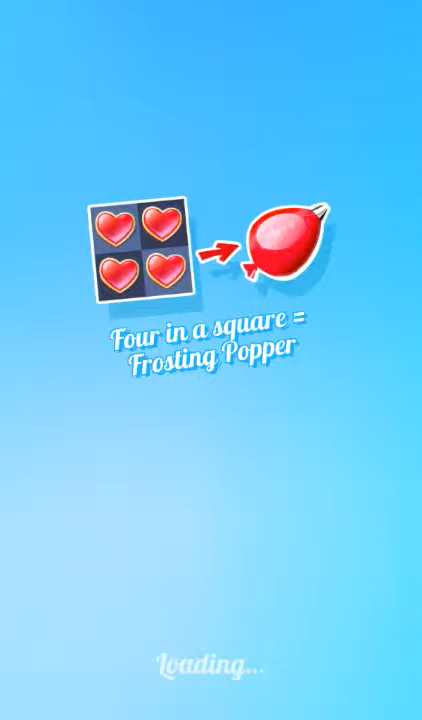 Four in a square =
Frosting Popper
Loading...